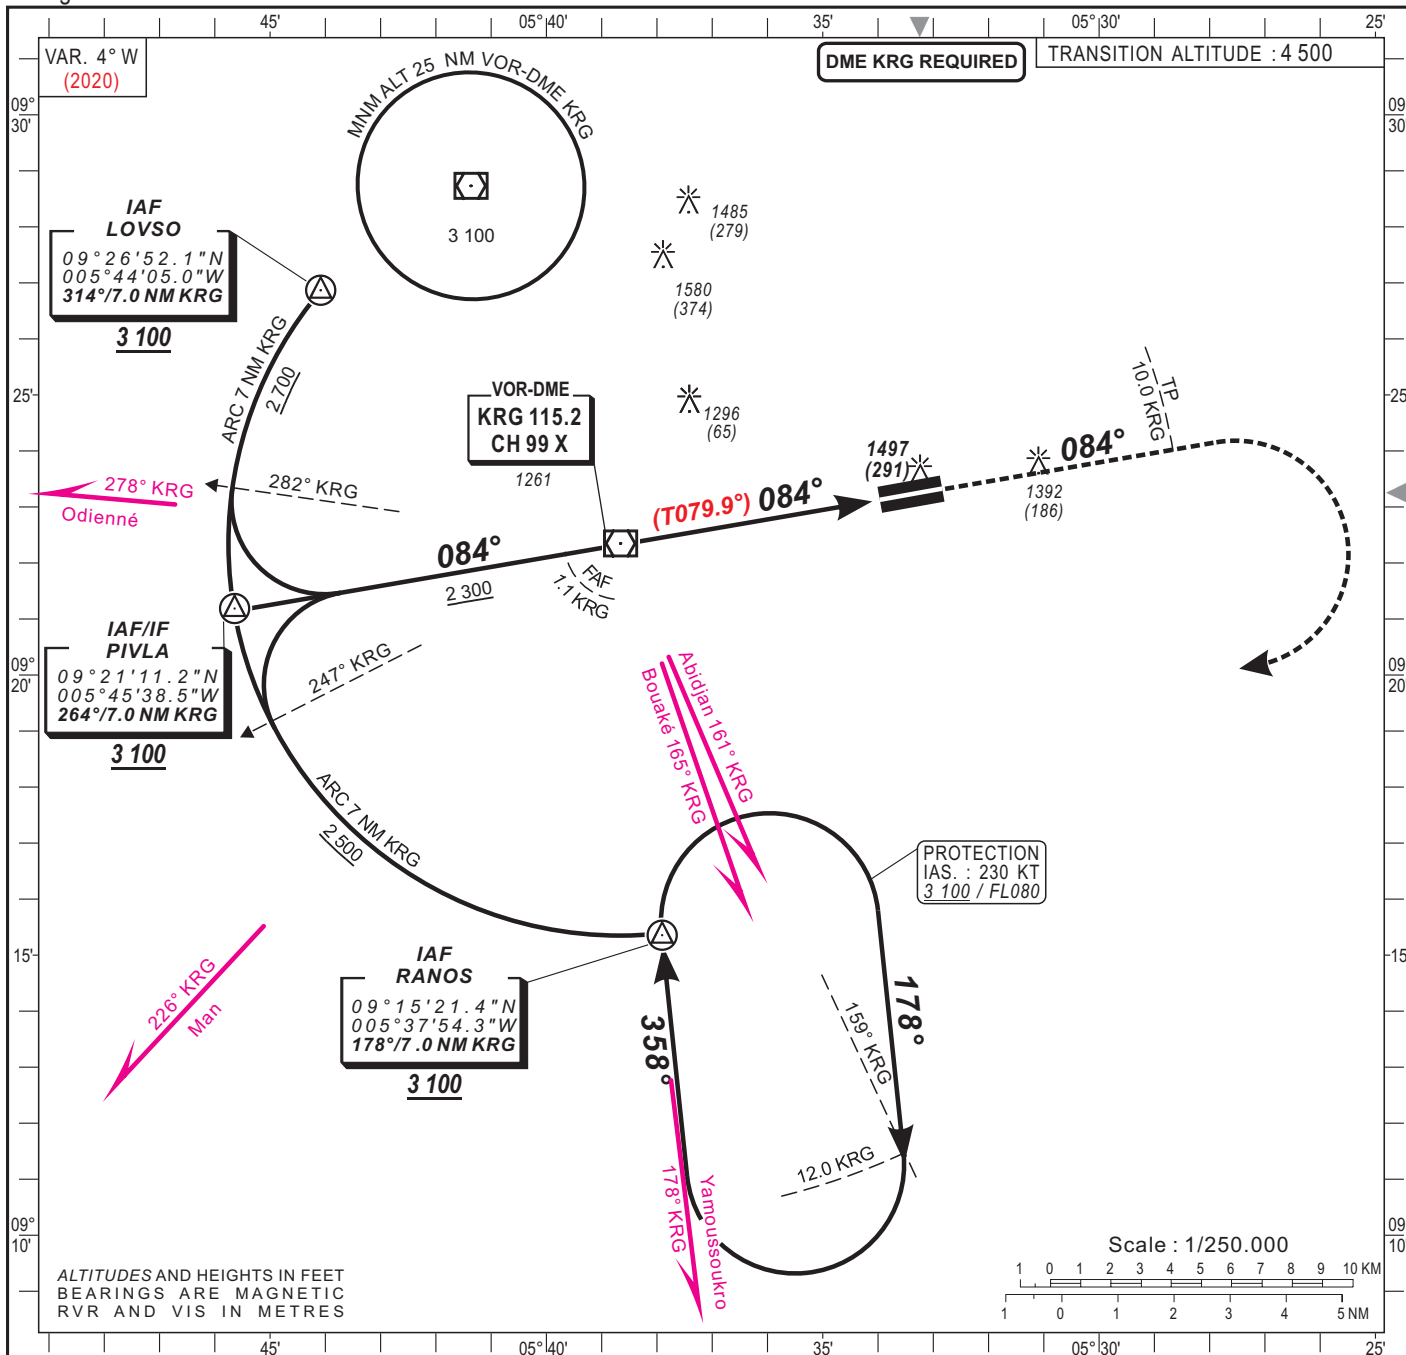 45'
05° 40'
35'
05° 30'
25'
VAR. 4° W
(2020)
DME KRG REQUIRED
TRANSITION ALTITUDE : 4 500
09°
30'
09
30'
MNM ALT 25 NM VOR-DME KRG
3 100
IAF
LOVSO
09°26'52.1"N
005°44'05.0"W
314°/7.0 NM KRG
3 100
1485
(279)
1580
(374)
ARC 7 NM KRG
2 700
25'
25'
VOR-DME
KRG 115.2
CH 99 X
1261
1296
(65)
TP
10.0 KRG
1497
(291)
084°
1392
(186)
278° KRG
Odienné
282° KRG
(T079.9°) 084°
084°
2 300
FAF
1.1 KRG
IAF/IF
PIVLA
09°21'11.2"N
005°45'38.5"W
264°/7.0 NM KRG
3 100
247° KRG
09°
20'
09
20'
Abidjan 161° KRG
Bouaké 165° KRG
ARC 7 NM KRG
2 500
PROTECTION
IAS. : 230 KT
3 100 / FL080
15'
15'
IAF
RANOS
09°15'21.4"N
005°37'54.3"W
178°/7.0 NM KRG
3 100
226° KRG
Man
358°
178°
159° KRG
12.0 KRG
178° KRG
Yamoussoukro
09°
10'
09
10'
ALTITUDES AND HEIGHTS IN FEET
BEARINGS ARE MAGNETIC
RVR AND VIS IN METRES
Scale : 1/250.000
1 0 1 2 3 4 5 6 7 8 9 10 KM
1 0 1 2 3 4 5 NM
45'
05° 40'
35'
05° 30'
25'